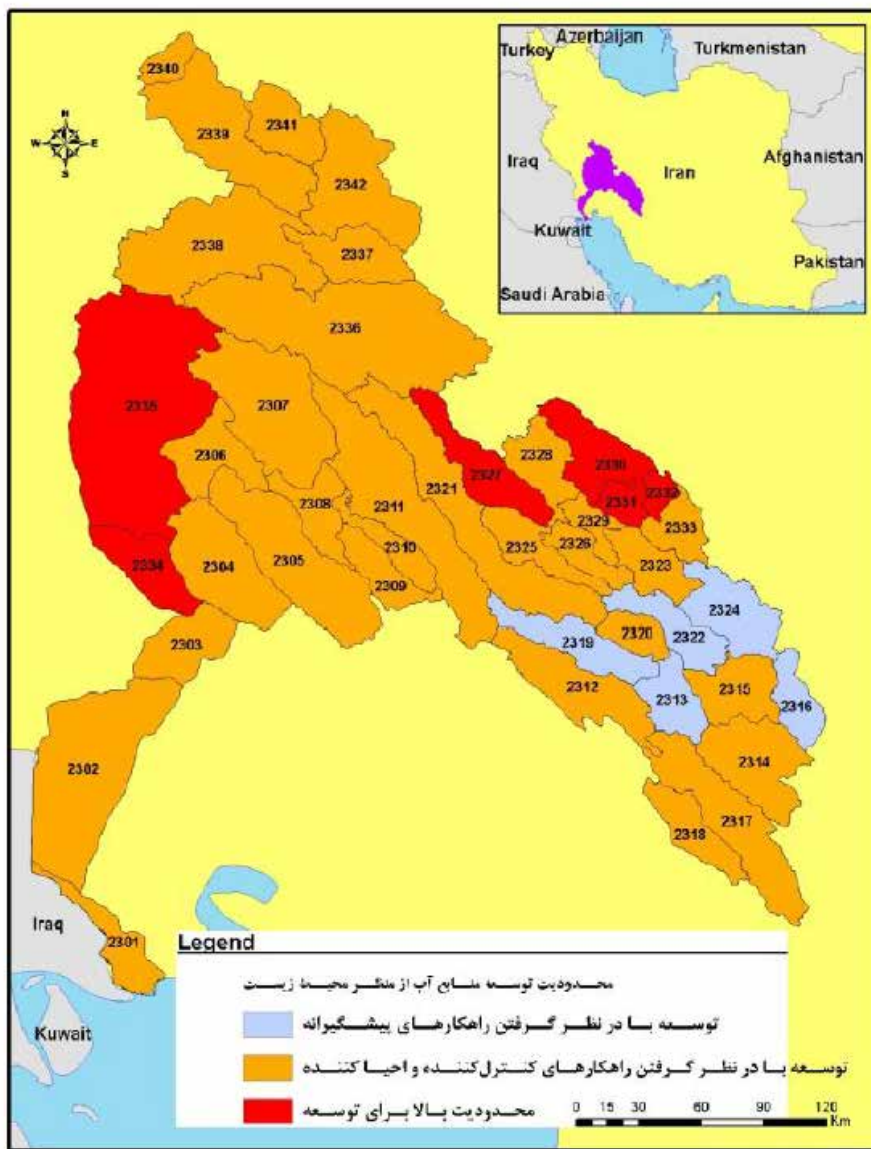 Azerbaijan
Turkey
Turkmenistan
Iraq
Iran
Afghanistan
Kuwait
Pakistan
Saudi Arabia
N
W E
S
2340
2339
2341
2342
2338
2337
2336
2335
2307
2306
2308
2311
2321
2327
2328
2330
2331
2332
2329
2333
2325
2326
2323
2310
2309
2305
2304
2334
2303
2324
2322
2320
2319
2312
2313
2315
2316
2302
2314
2317
2318
2301
Iraq
Kuwait
Legend
محدودیت توسعه منابع آب از منظر محیط زیست
توسعه با در نظر گرفتن راهکارهای پیشگیرانه
توسعه با در نظر گرفتن راهکارهای کنترل‌کننده و احیا کننده
محدودیت بالا برای توسعه
0 15 30 60 90 120
Km